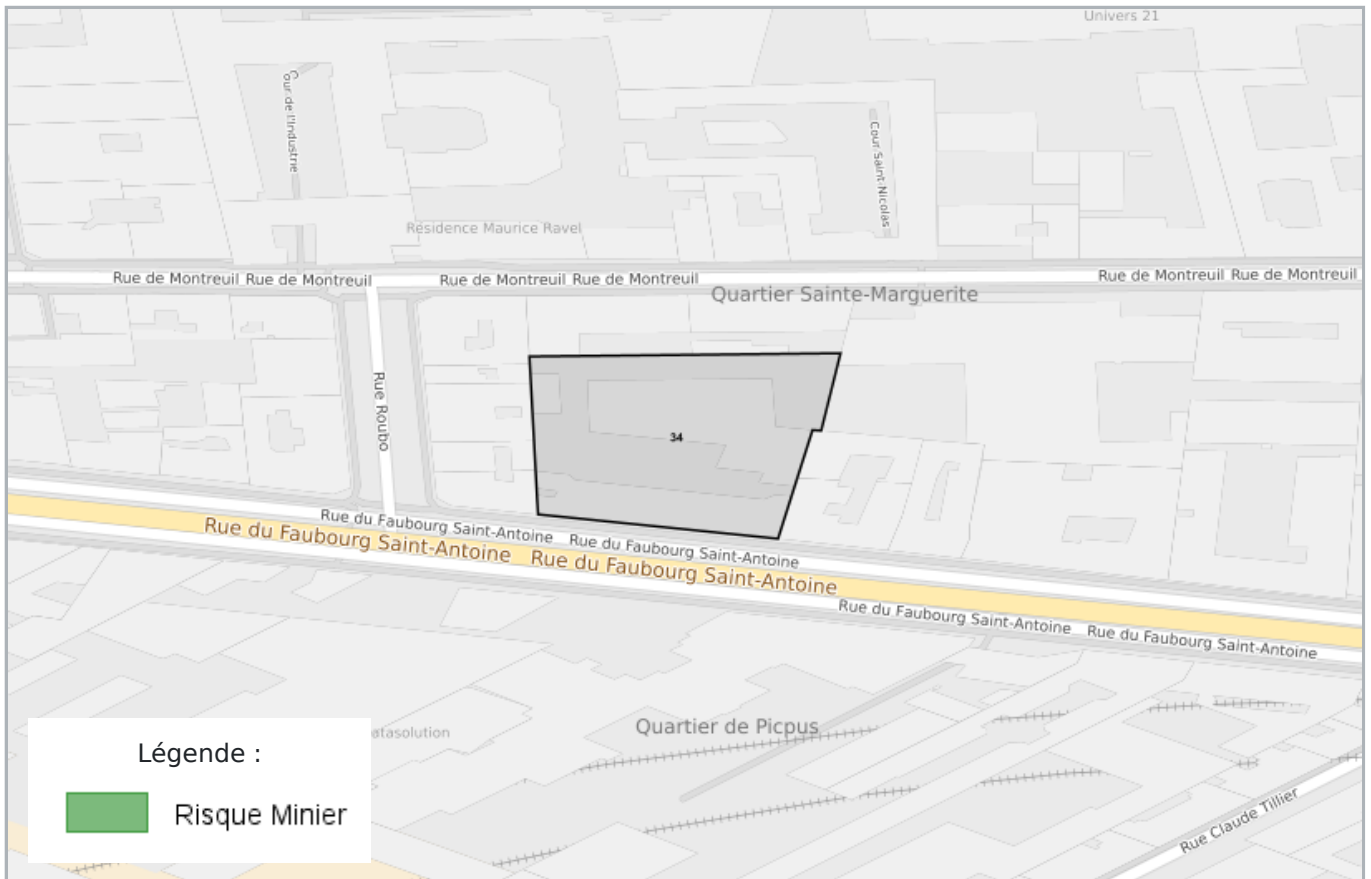 Univers 21
Cour de l'Industrie
Cour Saint-Nicolas
Résidence Maurice Ravel
Rue de Montreuil Rue de Montreuil
Rue de Montreuil Rue de Montreuil
Rue de Montreuil Rue de Montreuil
Quartier Sainte-Marguerite
Rue Roubo
34
Rue du Faubourg Saint-Antoine Rue du Faubourg Saint-Antoine
Rue du Faubourg Saint-Antoine Rue du Faubourg Saint-Antoine
Rue du Faubourg Saint-Antoine Rue du Faubourg Saint-Antoine
Quartier de Picpus
atasolution
Rue Claude Tillier
Légende :
Risque Minier